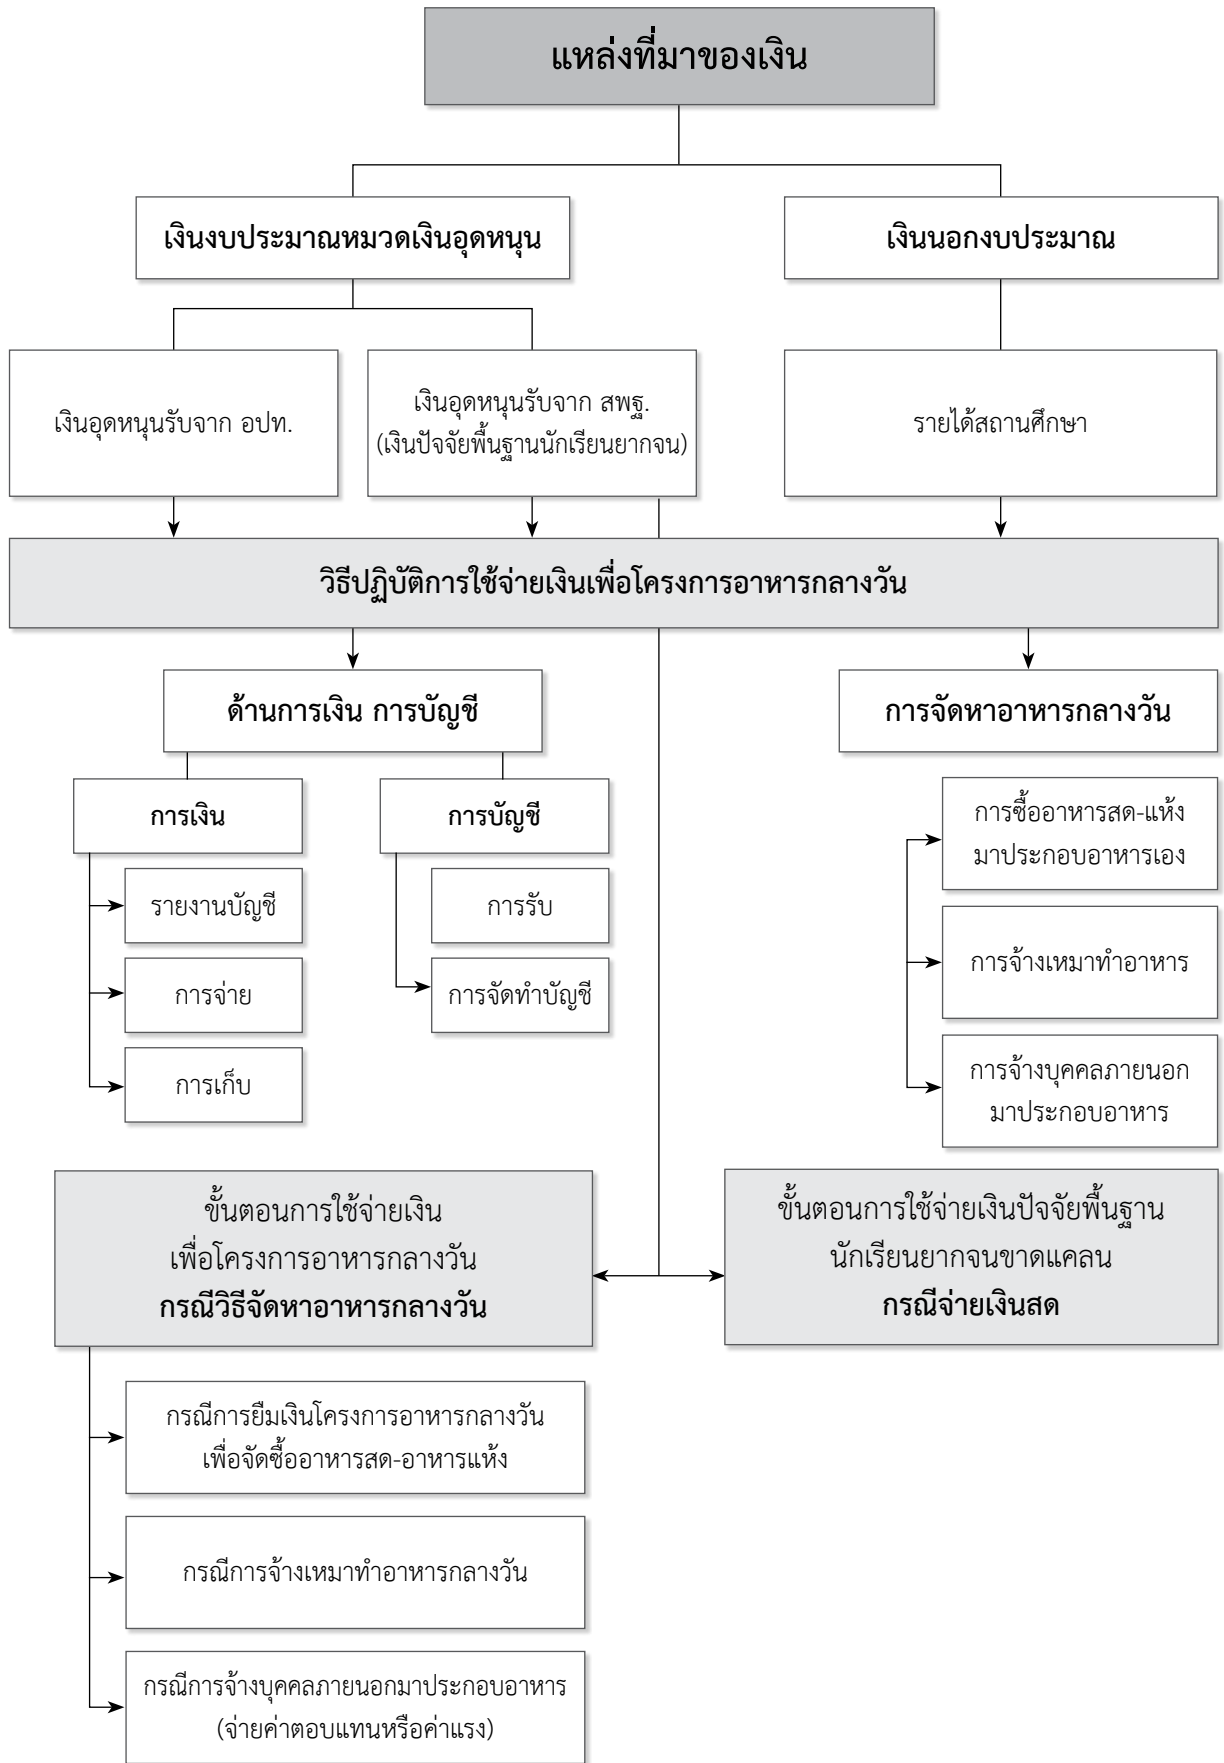 แหล่งที่มาของเงิน
เงินงบประมาณหมวดเงินอุดหนุน
เงินนอกงบประมาณ
เงินอุดหนุนรับจาก อปท.
เงินอุดหนุนรับจาก สพฐ.
(เงินปัจจัยพื้นฐานนักเรียนยากจน)
รายได้สถานศึกษา
วิธีปฏิบัติการใช้จ่ายเงินเพื่อโครงการอาหารกลางวัน
ด้านการเงิน การบัญชี
การเงิน
รายงานบัญชี
การจ่าย
การเก็บ
การบัญชี
การรับ
การจัดทำบัญชี
การจัดหาอาหารกลางวัน
การซื้ออาหารสด-แห้ง
มาประกอบอาหารเอง
การจ้างเหมาทำอาหาร
การจ้างบุคคลภายนอก
มาประกอบอาหาร
ขั้นตอนการใช้จ่ายเงิน
เพื่อโครงการอาหารกลางวัน
กรณีวิธีจัดหาอาหารกลางวัน
ขั้นตอนการใช้จ่ายเงินปัจจัยพื้นฐาน
นักเรียนยากจนขาดแคลน
กรณีจ่ายเงินสด
กรณีการยืมเงินโครงการอาหารกลางวัน
เพื่อจัดซื้ออาหารสด-อาหารแห้ง
กรณีการจ้างเหมาทำอาหารกลางวัน
กรณีการจ้างบุคคลภายนอกมาประกอบอาหาร
(จ่ายค่าตอบแทนหรือค่าแรง)